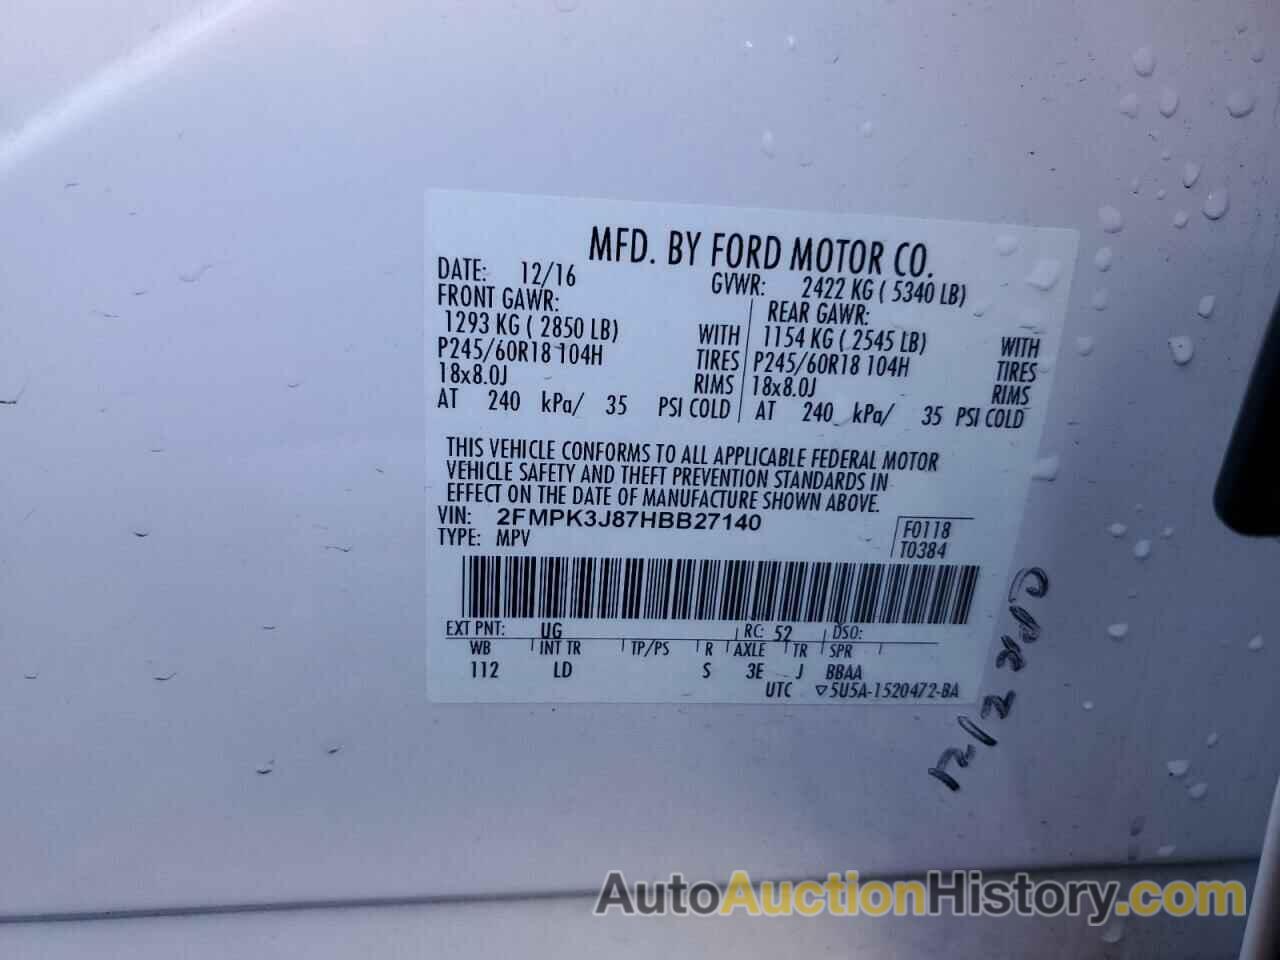 MFD. BY FORD MOTOR CO.
DATE: 12/16 GVWR: 2422 KG ( 5340 LB)
FRONT GAWR: REAR GAWR:
1293 KG ( 2850 LB) WITH 1154 KG ( 2545 LB) WITH
P245/60R18 104H TIRES P245/60R18 104H TIRES
18x8.0J RIMS 18x8.0J RIMS
AT 240 kPa/ 35 PSI COLD AT 240 kPa/ 35 PSI COLD
THIS VEHICLE CONFORMS TO ALL APPLICABLE FEDERAL MOTOR
VEHICLE SAFETY AND THEFT PREVENTION STANDARDS IN
EFFECT ON THE DATE OF MANUFACTURE SHOWN ABOVE.
VIN: 2FMPK3J87HBB27140 F0118
TYPE: MPV T0384
EXT PNT: UG RC: 52 DSO:
WB INT TR TP/PS R AXLE TR SPR
112 LD S 3E J BBAA
UTC ▽5U5A-1520472-BA
AutoAuctionHistory.com